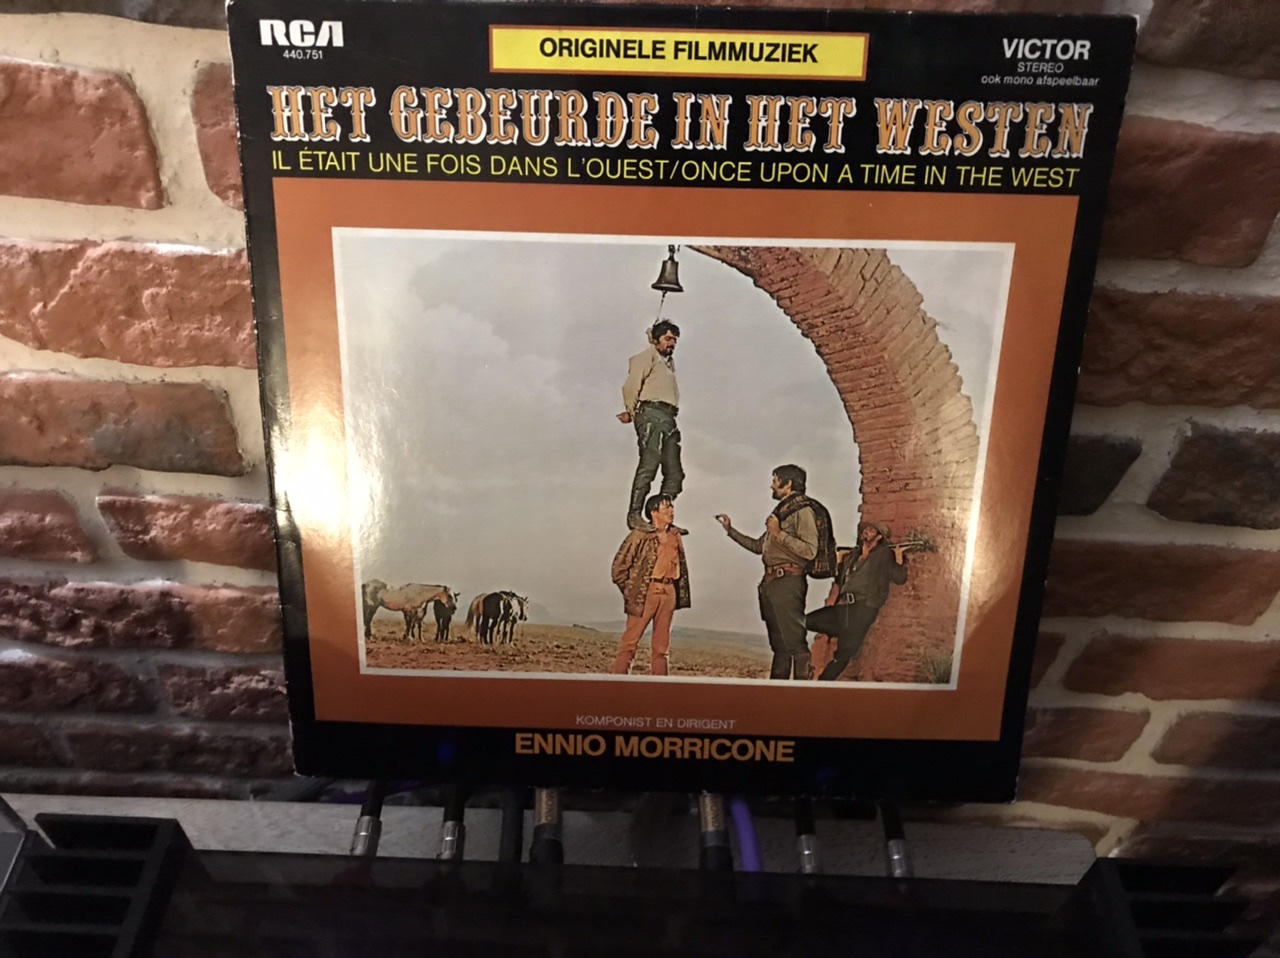 RCA
440.751
ORIGINELE FILMMUZIEK
VICTOR
STEREO
ook mono afspeelbaar
HET GEBEURDE IN HET WESTEN
IL ÉTAIT UNE FOIS DANS L'OUEST/ONCE UPON A TIME IN THE WEST
KOMPONIST EN DIRIGENT
ENNIO MORRICONE